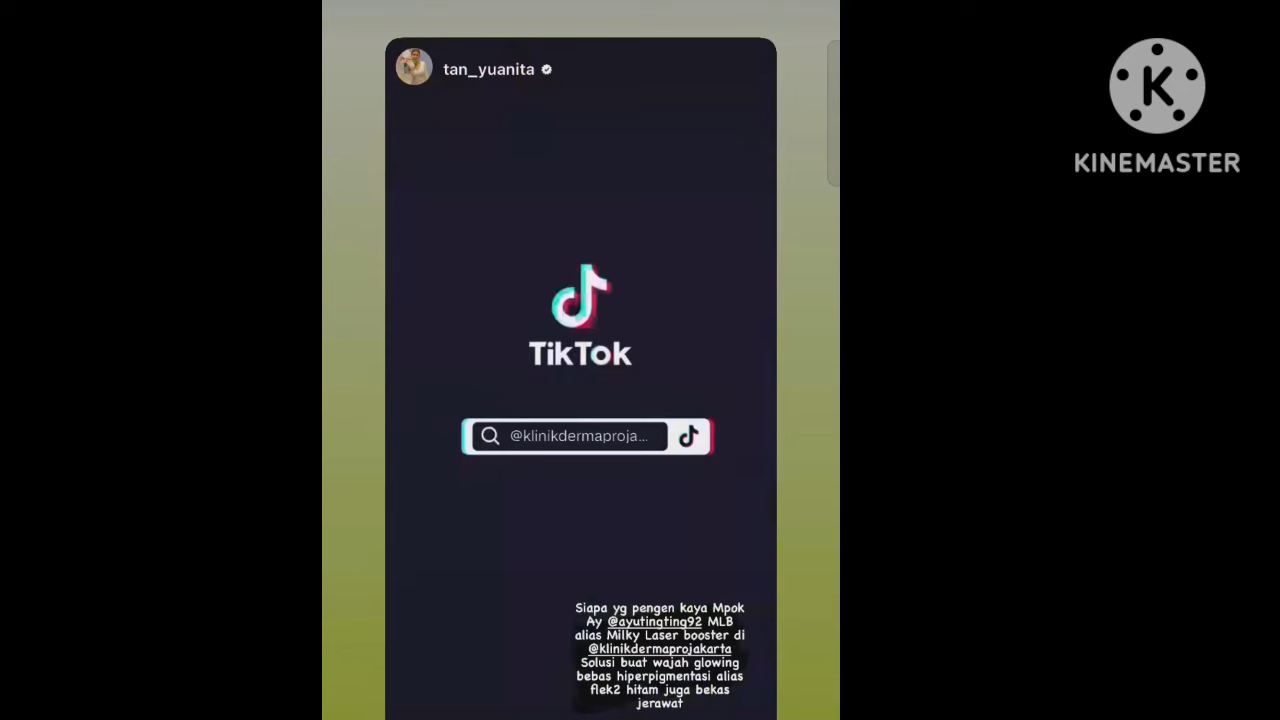 tan_yuanita
KINEMASTER
TikTok
@klinikdermaproja...
Siapa yg pengen kaya Mpok
Ay @ayutingting92 MLB
alias Milky Laser booster di
@klinikdermaprojakarta
Solusi buat wajah glowing
bebas hiperpigmentasi alias
flek2 hitam juga bekas
jerawat